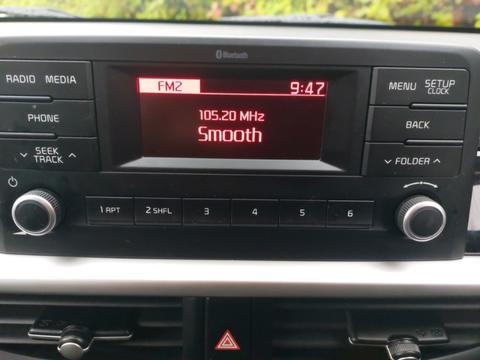 Bluetooth
RADIO MEDIA
FM2 9:47
MENU SETUP
CLOCK
105.20 MHz
PHONE
Smooth
BACK
SEEK
TRACK
FOLDER
1 RPT 2 SHFL 3 4 5 6